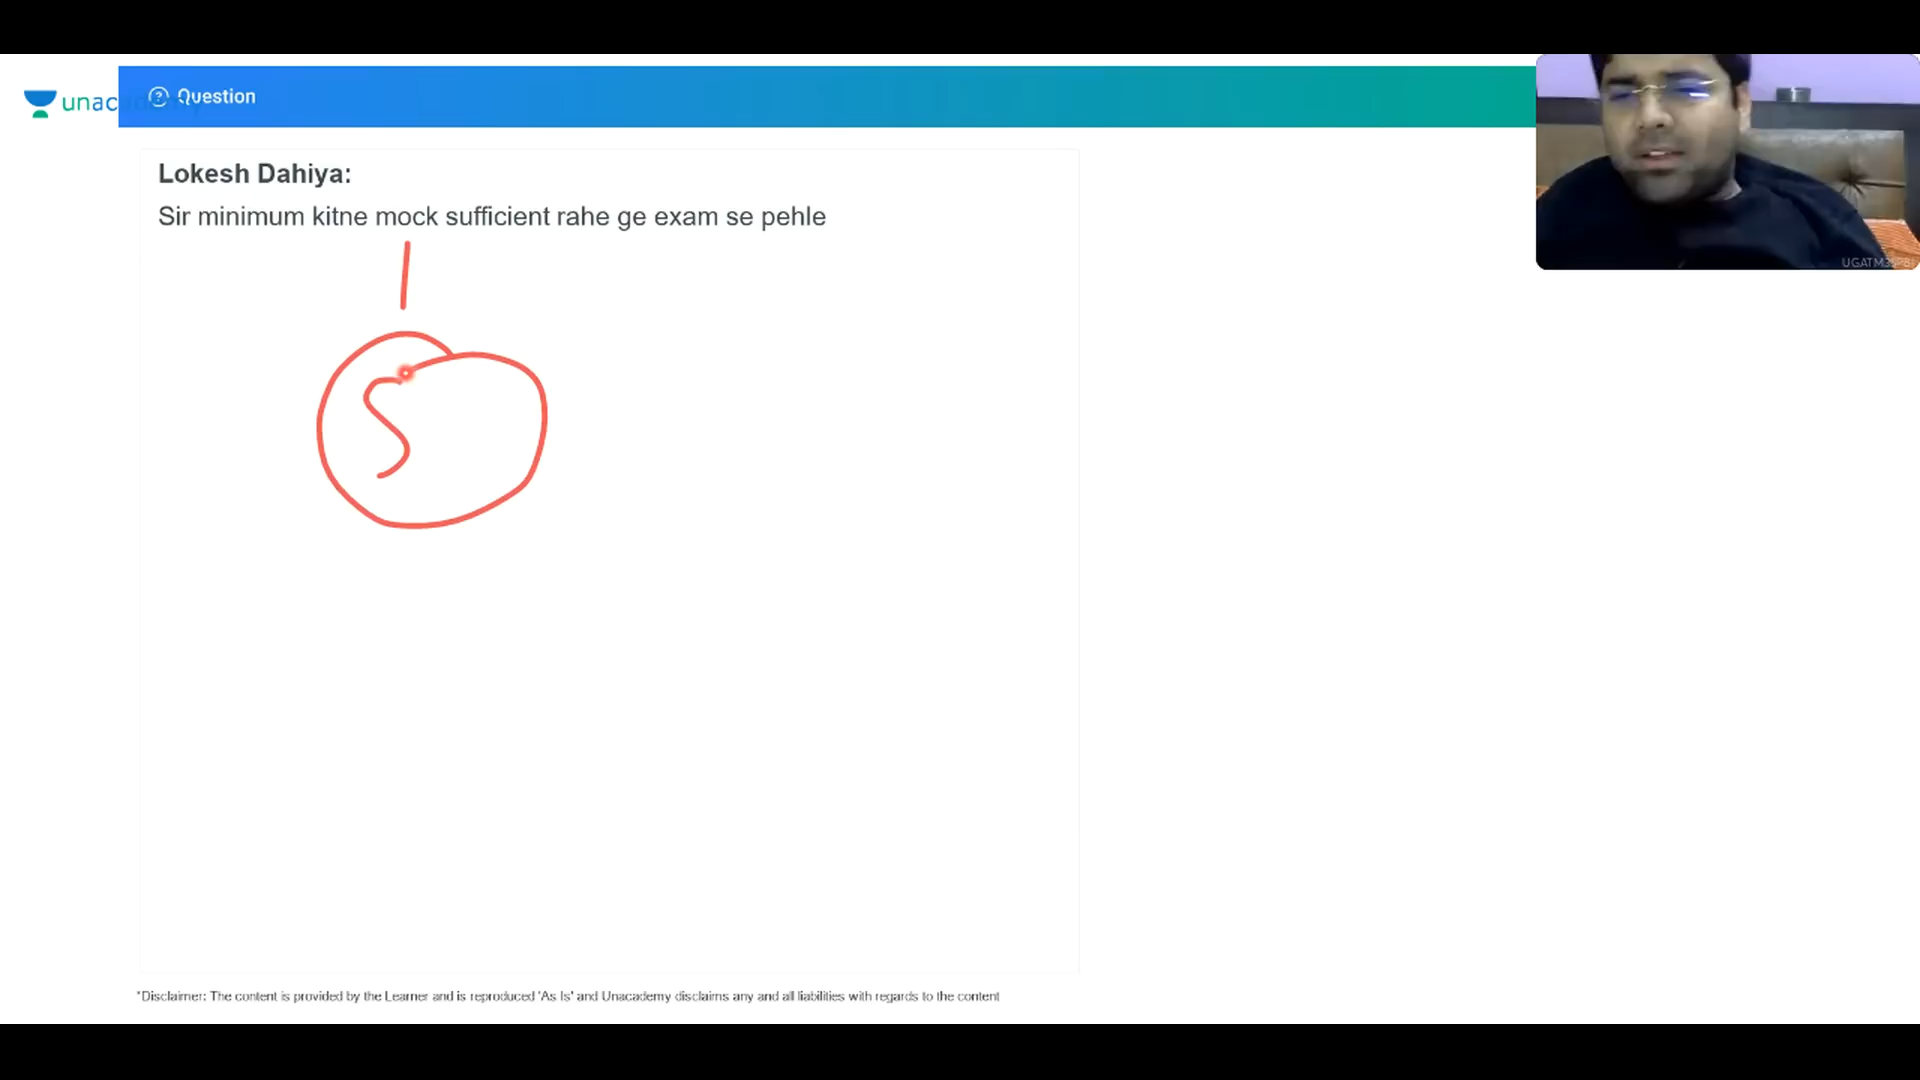 unac
Question
Lokesh Dahiya:
Sir minimum kitne mock sufficient rahe ge exam se pehle
*Disclaimer: The content is provided by the Learner and is reproduced 'As Is' and Unacademy disclaims any and all liabilities with regards to the content